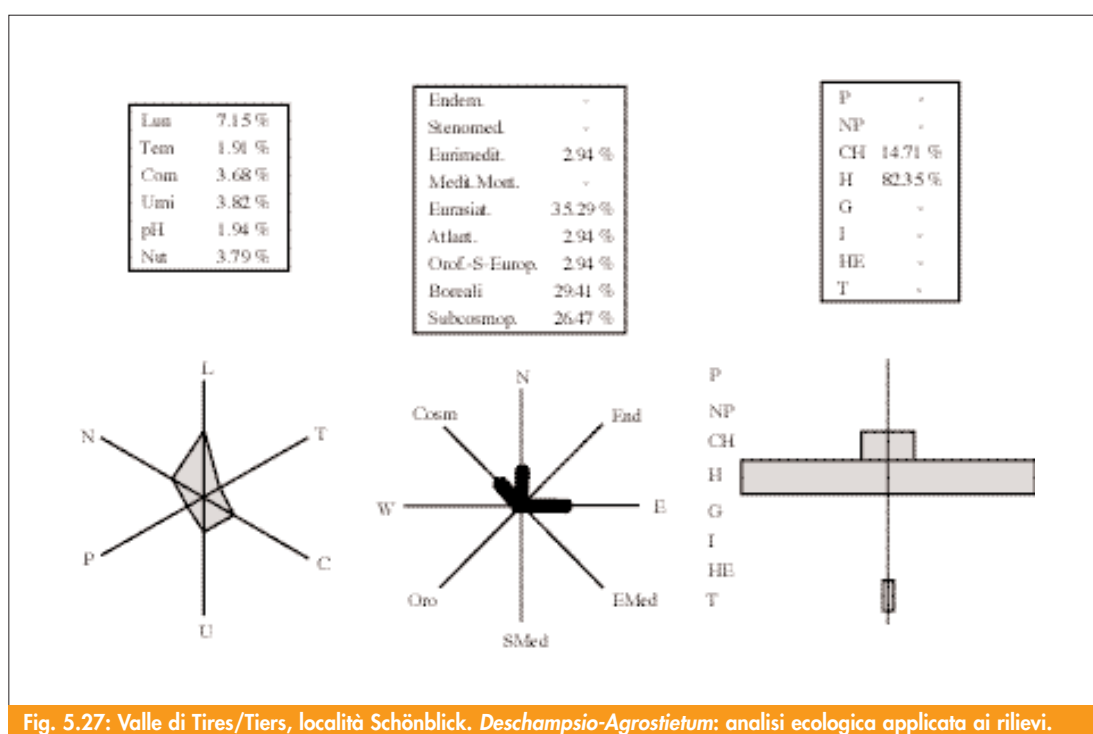 Lun 7.15 %
Tem 1.91 %
Com 3.68 %
Umi 3.82 %
pH 1.94 %
Nut 3.79 %
Endem. -
Stenomed. -
Eurimedit. 2.94 %
Medit.Mont. -
Eurasiat. 35.29 %
Atlant. 2.94 %
Orof.-S-Europ. 2.94 %
Boreali 29.41 %
Subcosmop. 26.47 %
P -
NP -
CH 14.71 %
H 82.35 %
G -
I -
HE -
T -
L
N T
P C
U
N
Cosm End
W E
Oro EMed
SMed
P
NP
CH
H
G
I
HE
T
Fig. 5.27: Valle di Tires/Tiers, località Schönblick. Deschampsio-Agrostietum: analisi ecologica applicata ai rilievi.